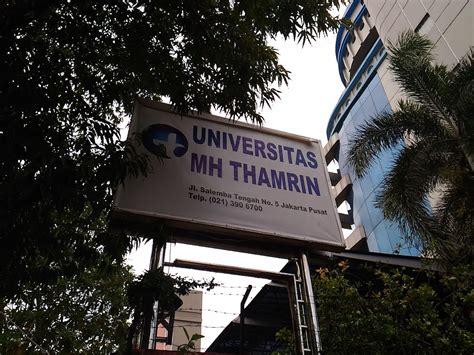 UNIVERSITAS
MH THAMRIN
Jl. Salemba Tengah No. 5 Jakarta Pusat
Telp. (021) 390 6700